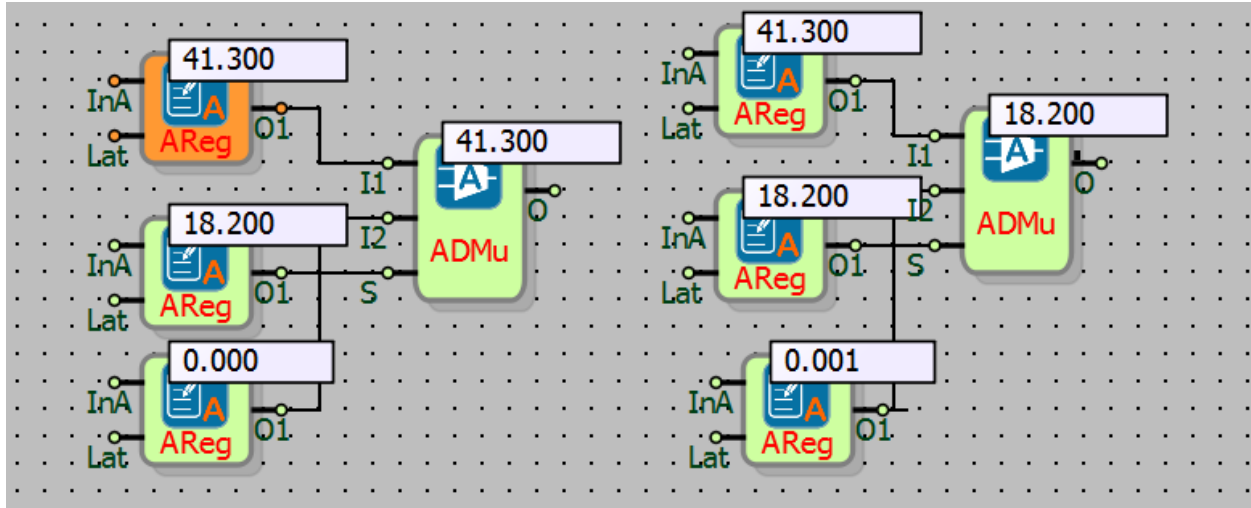 41.300
InA
O1
Lat
AReg
41.300
I1
I2
S
O
ADMu
18.200
InA
O1
Lat
AReg
0.000
InA
O1
Lat
AReg
41.300
InA
O1
Lat
AReg
18.200
I1
I2
S
O
ADMu
18.200
InA
O1
Lat
AReg
0.001
InA
O1
Lat
AReg